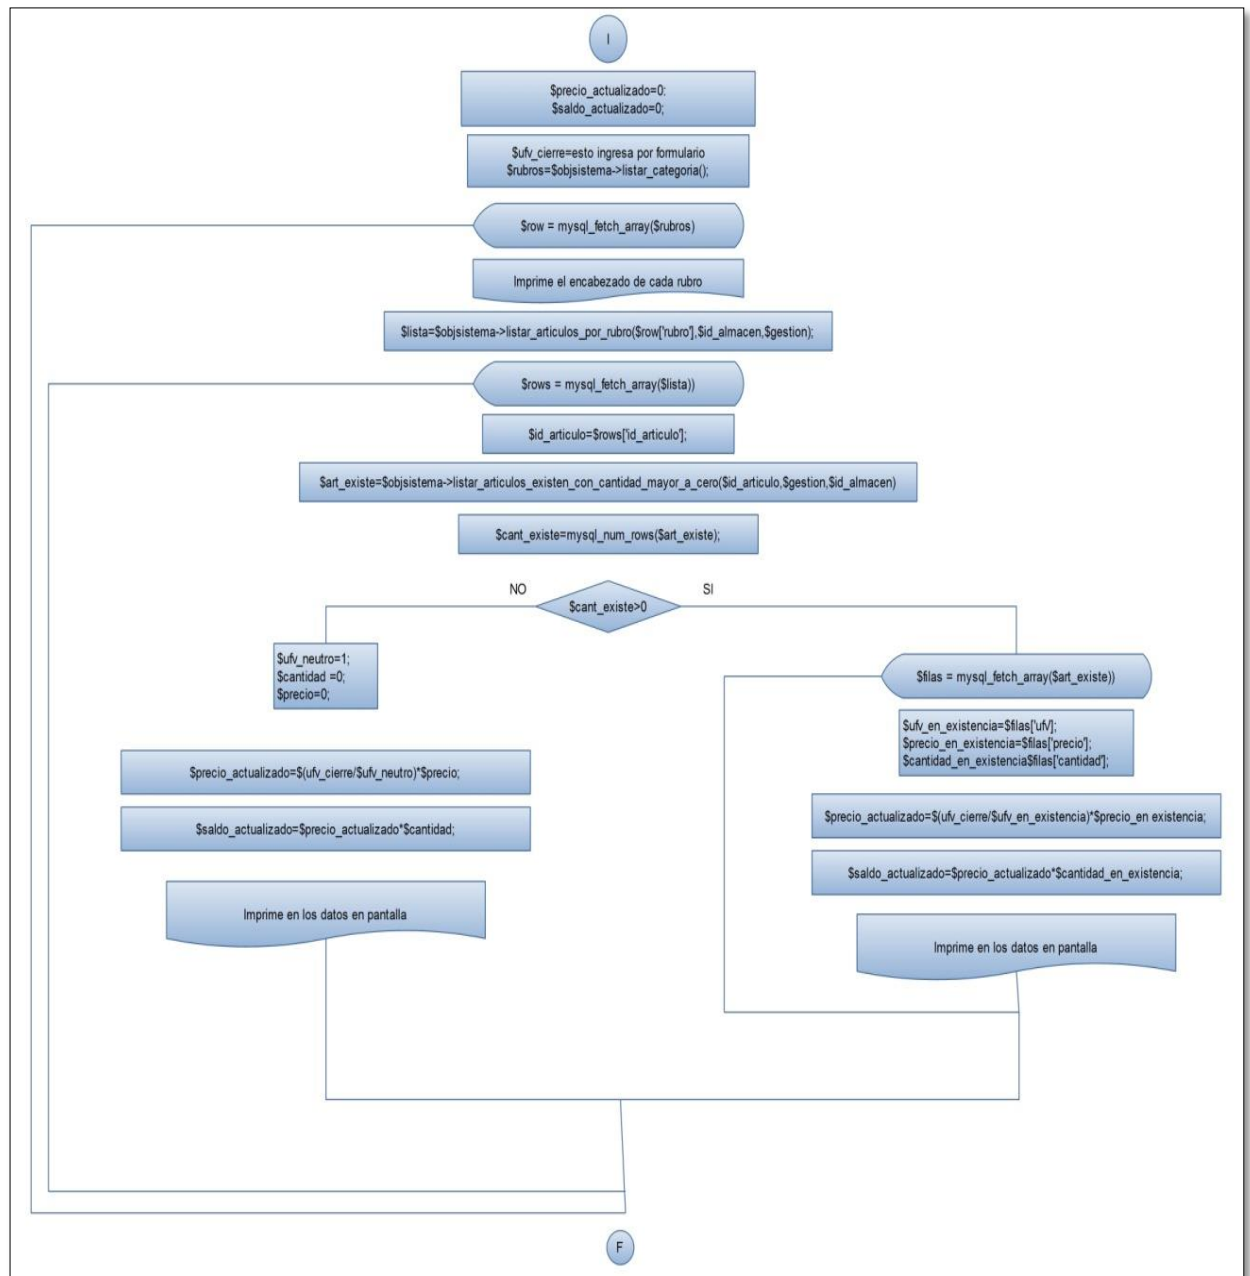 I
$precio_actualizado=0:
$saldo_actualizado=0;
$ufv_cierre=esto ingresa por formulario
$rubros=$objsistema->listar_categoria();
$row = mysql_fetch_array($rubros)
Imprime el encabezado de cada rubro
$lista=$objsistema->listar_articulos_por_rubro($row['rubro'],$id_almacen,$gestion);
$rows = mysql_fetch_array($lista))
$id_articulo=$rows['id_articulo'];
$art_existe=$objsistema->listar_articulos_existen_con_cantidad_mayor_a_cero($id_articulo,$gestion,$id_almacen)
$cant_existe=mysql_num_rows($art_existe);
NO
$cant_existe>0
SI
$ufv_neutro=1;
$cantidad =0;
$precio=0;
$precio_actualizado=$(ufv_cierre/$ufv_neutro)*$precio;
$saldo_actualizado=$precio_actualizado*$cantidad;
Imprime en los datos en pantalla
$filas = mysql_fetch_array($art_existe))
$ufv_en_existencia=$filas['ufv];
$precio_en_existencia=$filas['precio'];
$cantidad_en_existencia$filas['cantidad'];
$precio_actualizado=$(ufv_cierre/$ufv_en_existencia)*$precio_en existencia;
$saldo_actualizado=$precio_actualizado*$cantidad_en_existencia;
Imprime en los datos en pantalla
F